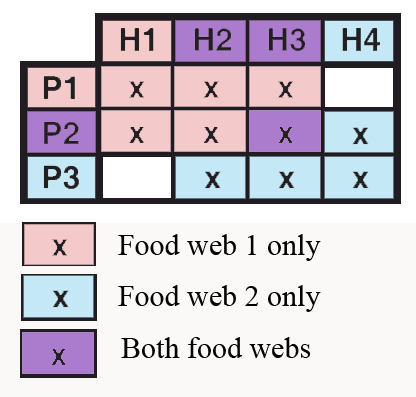 H1 H2 H3 H4
P1 x x x
P2 x x x x
P3 x x x
x Food web 1 only
x Food web 2 only
x Both food webs